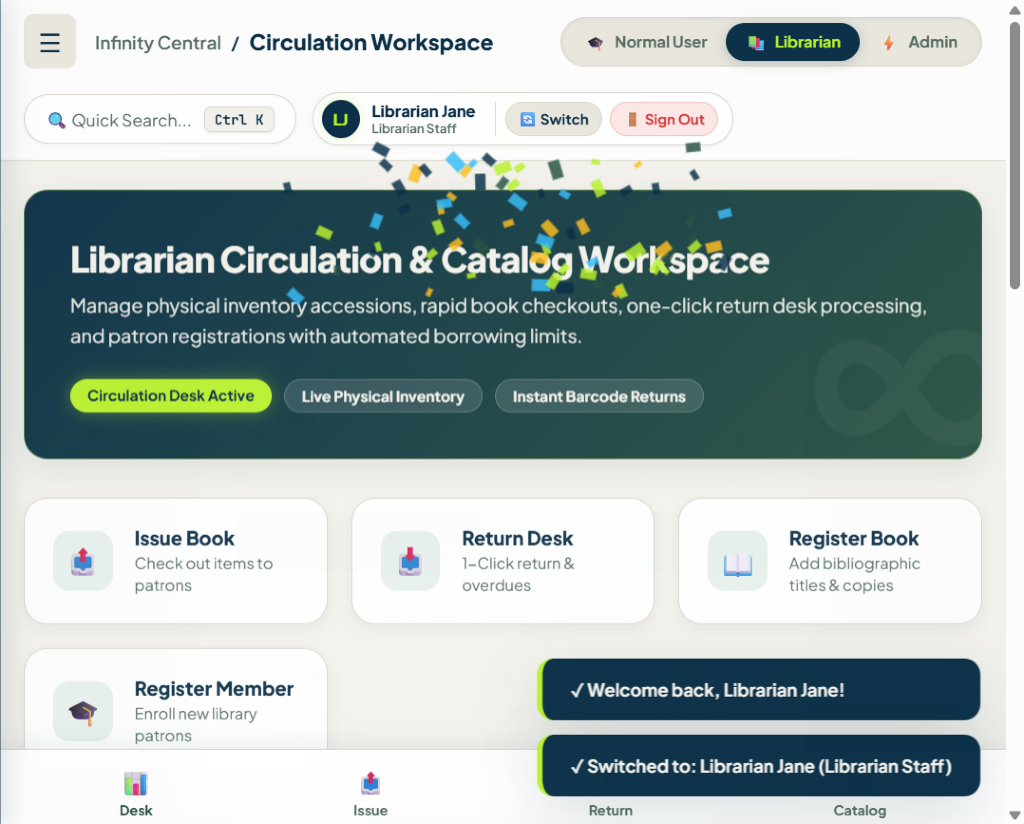 ☰
Infinity Central / Circulation Workspace
Normal User
Librarian
Admin
Quick Search...
Ctrl K
LJ
Librarian Jane
Librarian Staff
Switch
Sign Out
Librarian Circulation & Catalog Workspace
Manage physical inventory accessions, rapid book checkouts, one-click return desk processing,
and patron registrations with automated borrowing limits.
Circulation Desk Active
Live Physical Inventory
Instant Barcode Returns
Issue Book
Check out items to
patrons
Return Desk
1-Click return &
overdues
Register Book
Add bibliographic
titles & copies
Register Member
Enroll new library
patrons
✓ Welcome back, Librarian Jane!
✓ Switched to: Librarian Jane (Librarian Staff)
Desk
Issue
Return
Catalog